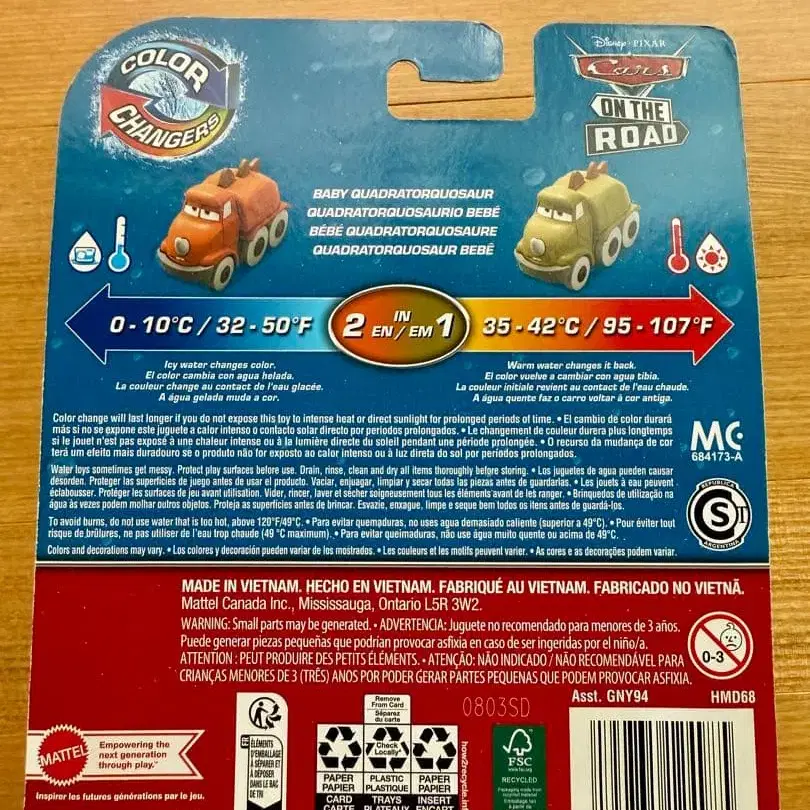 COLOR
CHANGERS
Disney · PIXAR
Cars
ON THE
ROAD
BABY QUADRATORQUOSAUR
QUADRATORQUOSAURIO BEBÉ
BÉBÉ QUADRATORQUOSAURE
QUADRATORQUOSAUR BEBÊ
0 - 10°C / 32 - 50°F
2 IN EN/EM 1
35 - 42°C / 95 - 107°F
Icy water changes color.
El color cambia con agua helada.
La couleur change au contact de l'eau glacée.
A água gelada muda a cor.
Warm water changes it back.
El color vuelve a cambiar con agua tibia.
La couleur initiale revient au contact de l'eau chaude.
A água quente faz o carro voltar à cor antiga.
Color change will last longer if you do not expose this toy to intense heat or direct sunlight for prolonged periods of time. • El cambio de color durará
más si no se expone este juguete a calor intenso o contacto solar directo por periodos prolongados. • Le changement de couleur durera plus longtemps
si le jouet n'est pas exposé à une chaleur intense ou à la lumière directe du soleil pendant une période prolongée. • O recurso da mudança de cor
terá um efeito mais duradouro se o produto não for exposto ao calor intenso ou à luz direta do sol por períodos prolongados.
MC
684173-A
Water toys sometimes get messy. Protect play surfaces before use. Drain, rinse, clean and dry all items thoroughly before storing. • Los juguetes de agua pueden causar
desorden. Proteger las superficies de juego antes de usar el producto. Vaciar, enjuagar, limpiar y secar todas las piezas antes de guardarlas. • Les jouets à eau peuvent
éclabousser. Protéger les surfaces de jeu avant utilisation. Vider, rincer, laver et sécher soigneusement tous les éléments avant de les ranger. • Brinquedos de utilização na
água às vezes podem molhar outros objetos. Proteja as superfícies antes de brincar. Esvazie, enxague, limpe e seque bem todos os itens antes de guardá-los.
REPUBLICA
S
T
ARGENTINA
To avoid burns, do not use water that is too hot, above 120°F/49°C. • Para evitar quemaduras, no uses agua demasiado caliente (superior a 49°C). • Pour éviter tout
risque de brûlures, ne pas utiliser de l'eau trop chaude (49 °C maximum). • Para evitar queimaduras, não use água muito quente ou acima de 49°C.
Colors and decorations may vary. • Los colores y decoración pueden variar de los mostrados. • Les couleurs et les motifs peuvent varier. • As cores e as decorações podem variar.
MADE IN VIETNAM. HECHO EN VIETNAM. FABRIQUÉ AU VIETNAM. FABRICADO NO VIETNÃ.
Mattel Canada Inc., Mississauga, Ontario L5R 3W2.
WARNING: Small parts may be generated. • ADVERTENCIA: Juguete no recomendado para menores de 3 años.
Puede generar piezas pequeñas que podrían provocar asfixia en caso de ser ingeridas por el niño/a.
ATTENTION : PEUT PRODUIRE DES PETITS ÉLÉMENTS. • ATENÇÃO: NÃO INDICADO / NÃO RECOMENDÁVEL PARA
CRIANÇAS MENORES DE 3 (TRÊS) ANOS POR PODER GERAR PARTES PEQUENAS QUE PODEM PROVOCAR ASFIXIA.
0-3
Asst. GNY94 HMD68
0803SD
MATTEL
Empowering the
next generation
through play.™
Inspirer les futures générations par le jeu.
FR
ÉLÉMENTS
D'EMBALLAGE
À SÉPARER ET
À DÉPOSER
DANS LE BAC
DE TRI
Remove
From Card
Séparez
du carte
Check
Locally*
PAPER
PAPIER
CARD
CARTE
PLASTIC
PLASTIQUE
TRAYS
PLATEAUX
PAPER
PAPIER
INSERT
ENCART
how2recycle.in
FSC
www.fsc.org
RECYCLED
Packaging made from
recycled material